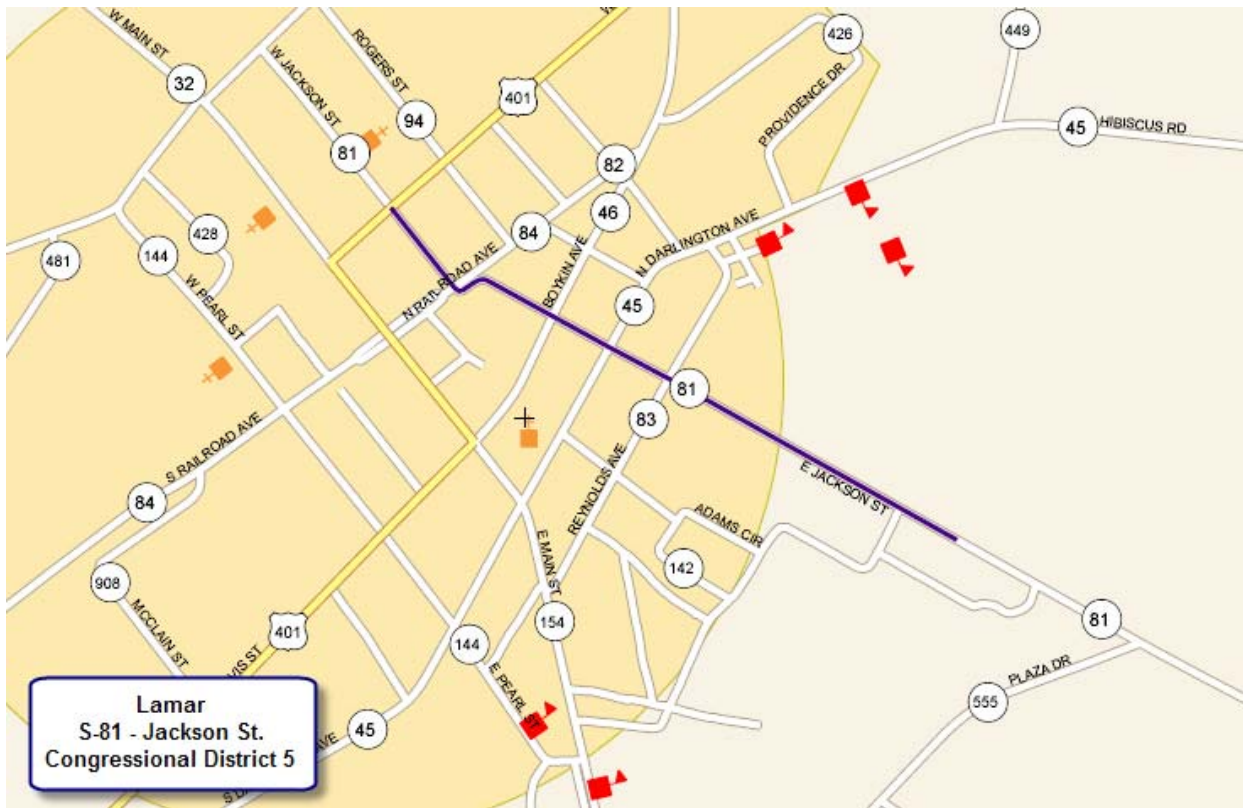 W MAIN ST
32
W JACKSON ST
81
ROGERS ST
94
401
W
426
PROVIDENCE DR
449
45
HIBISCUS RD
82
46
84
N DARLINGTON AVE
428
481
144
W PEARL ST
N RAILROAD AVE
BOYKIN AVE
45
81
83
E JACKSON ST
S RAILROAD AVE
84
REYNOLDS AVE
ADAMS CIR
142
E MAIN ST
908
MCCLAIN ST
401
VIS ST
144
154
E PEARL ST
81
PLAZA DR
555
45
S D
AVE
Lamar
S-81 - Jackson St.
Congressional District 5